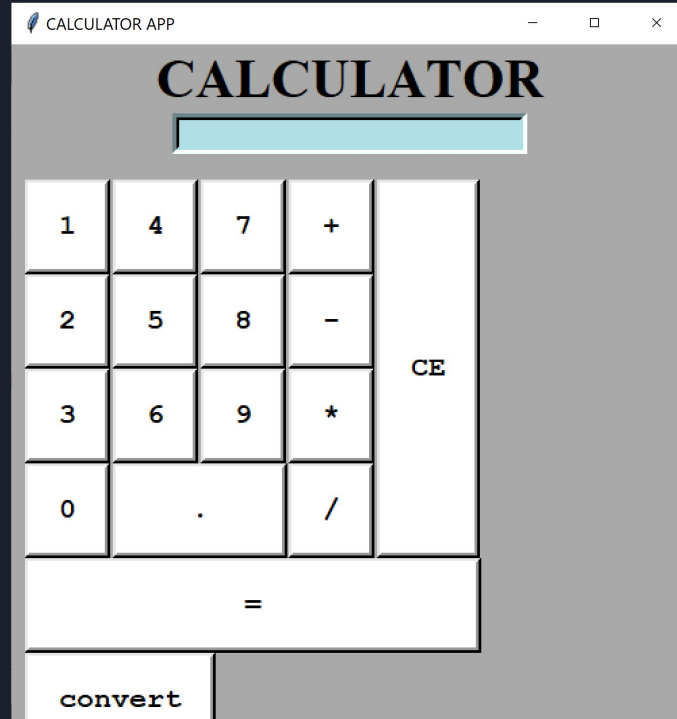 CALCULATOR APP
CALCULATOR
1 4 7 +
2 5 8 -
CE
3 6 9 *
0 . /
=
convert